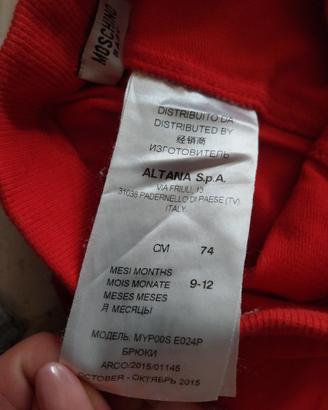 MOSCHINO
DISTRIBUITO DA
DISTRIBUTED BY
经销商
ИЗГОТОВИТЕЛЬ
ALTANA S.p.A.
VIA FRIULI, 13
31038 PADERNELLO DI PAESE (TV)
ITALY.
CM 74
MESI MONTHS
MOIS MONATE 9-12
MESES MESES
Я МЕСЯЦЫ
МОДЕЛЬ: MYP00S E024P
БРЮКИ
ARCO/2015/01145
OCTOBER - ОКТЯБРЬ 2015